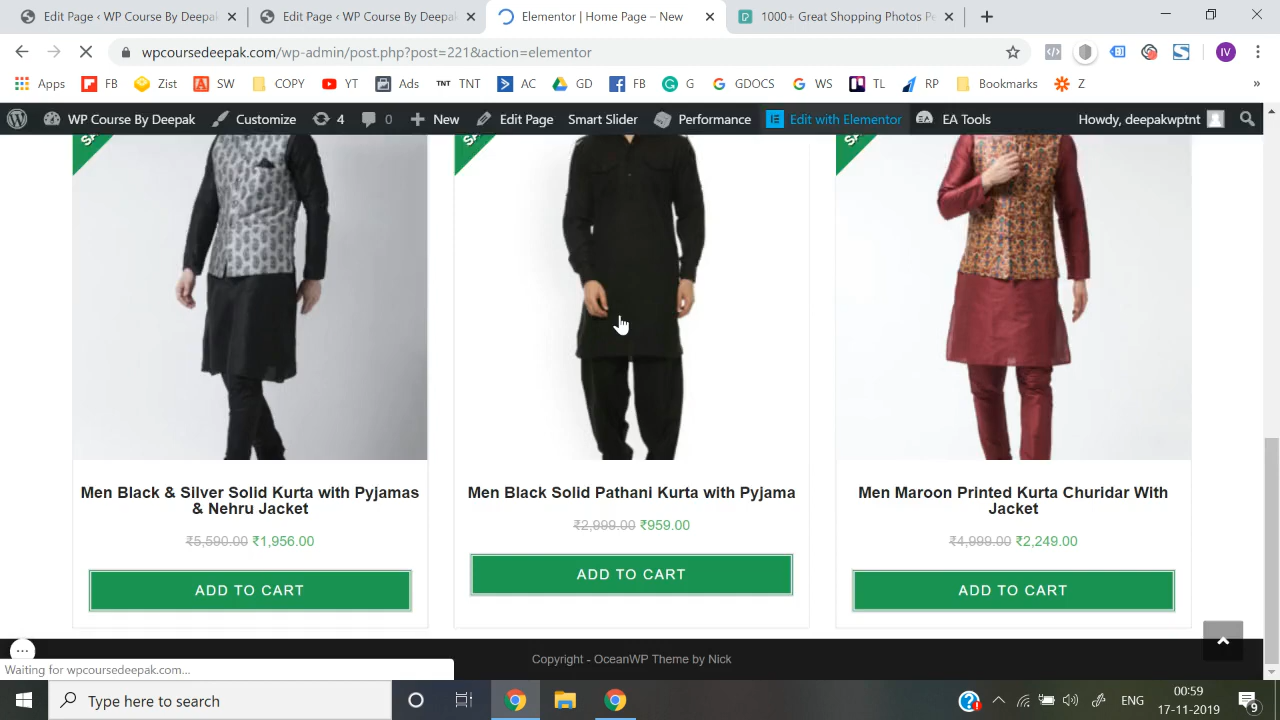 Edit Page ‹ WP Course By Deepak
Edit Page ‹ WP Course By Deepak
Elementor | Home Page – New
1000+ Great Shopping Photos Pe
wpcoursedeepak.com/wp-admin/post.php?post=221&action=elementor
IV
Apps FB Zist SW COPY YT Ads TNT TNT AC GD FB G GDOCS WS TL RP Bookmarks Z »
WP Course By Deepak Customize 4 0 New Edit Page Smart Slider Performance Edit with Elementor EA Tools Howdy, deepakwptnt
Men Black & Silver Solid Kurta with Pyjamas
& Nehru Jacket
₹5,590.00 ₹1,956.00
ADD TO CART
Men Black Solid Pathani Kurta with Pyjama
₹2,999.00 ₹959.00
ADD TO CART
Men Maroon Printed Kurta Churidar With
Jacket
₹4,999.00 ₹2,249.00
ADD TO CART
Copyright - OceanWP Theme by Nick
Waiting for wpcoursedeepak.com...
Type here to search
ENG
00:59
17-11-2019
9